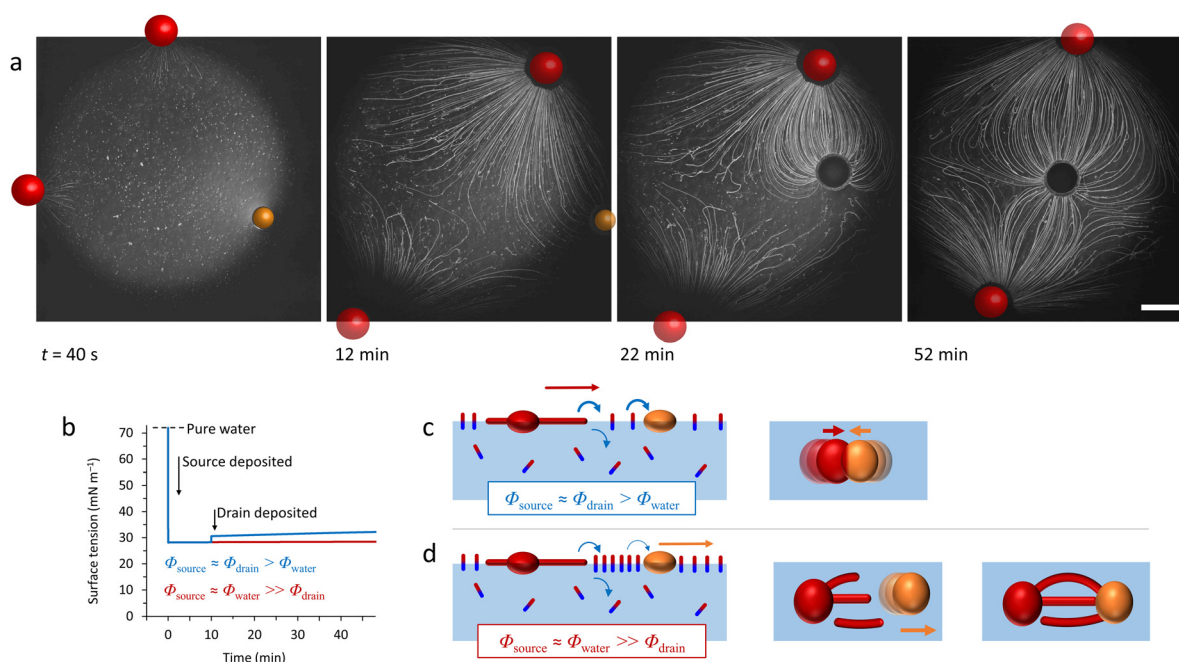 a
t = 40 s
12 min
22 min
52 min
b
Surface tension (mN m⁻¹)
70
60
50
40
30
20
10
0
Pure water
Source deposited
Drain deposited
Φsource ≈ Φdrain > Φwater
Φsource ≈ Φwater >> Φdrain
0
10
20
30
40
Time (min)
c
Φsource ≈ Φdrain > Φwater
d
Φsource ≈ Φwater >> Φdrain